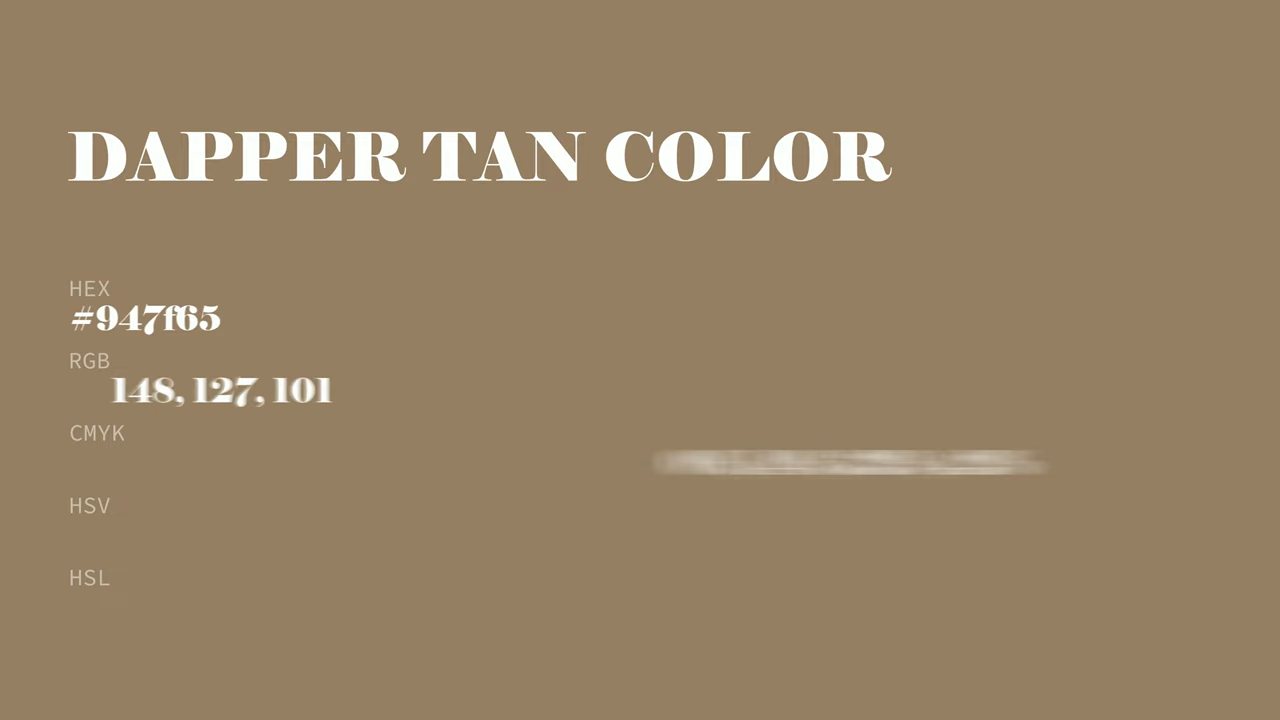 DAPPER TAN COLOR
HEX
#947f65
RGB
148, 127, 101
CMYK
HSV
HSL